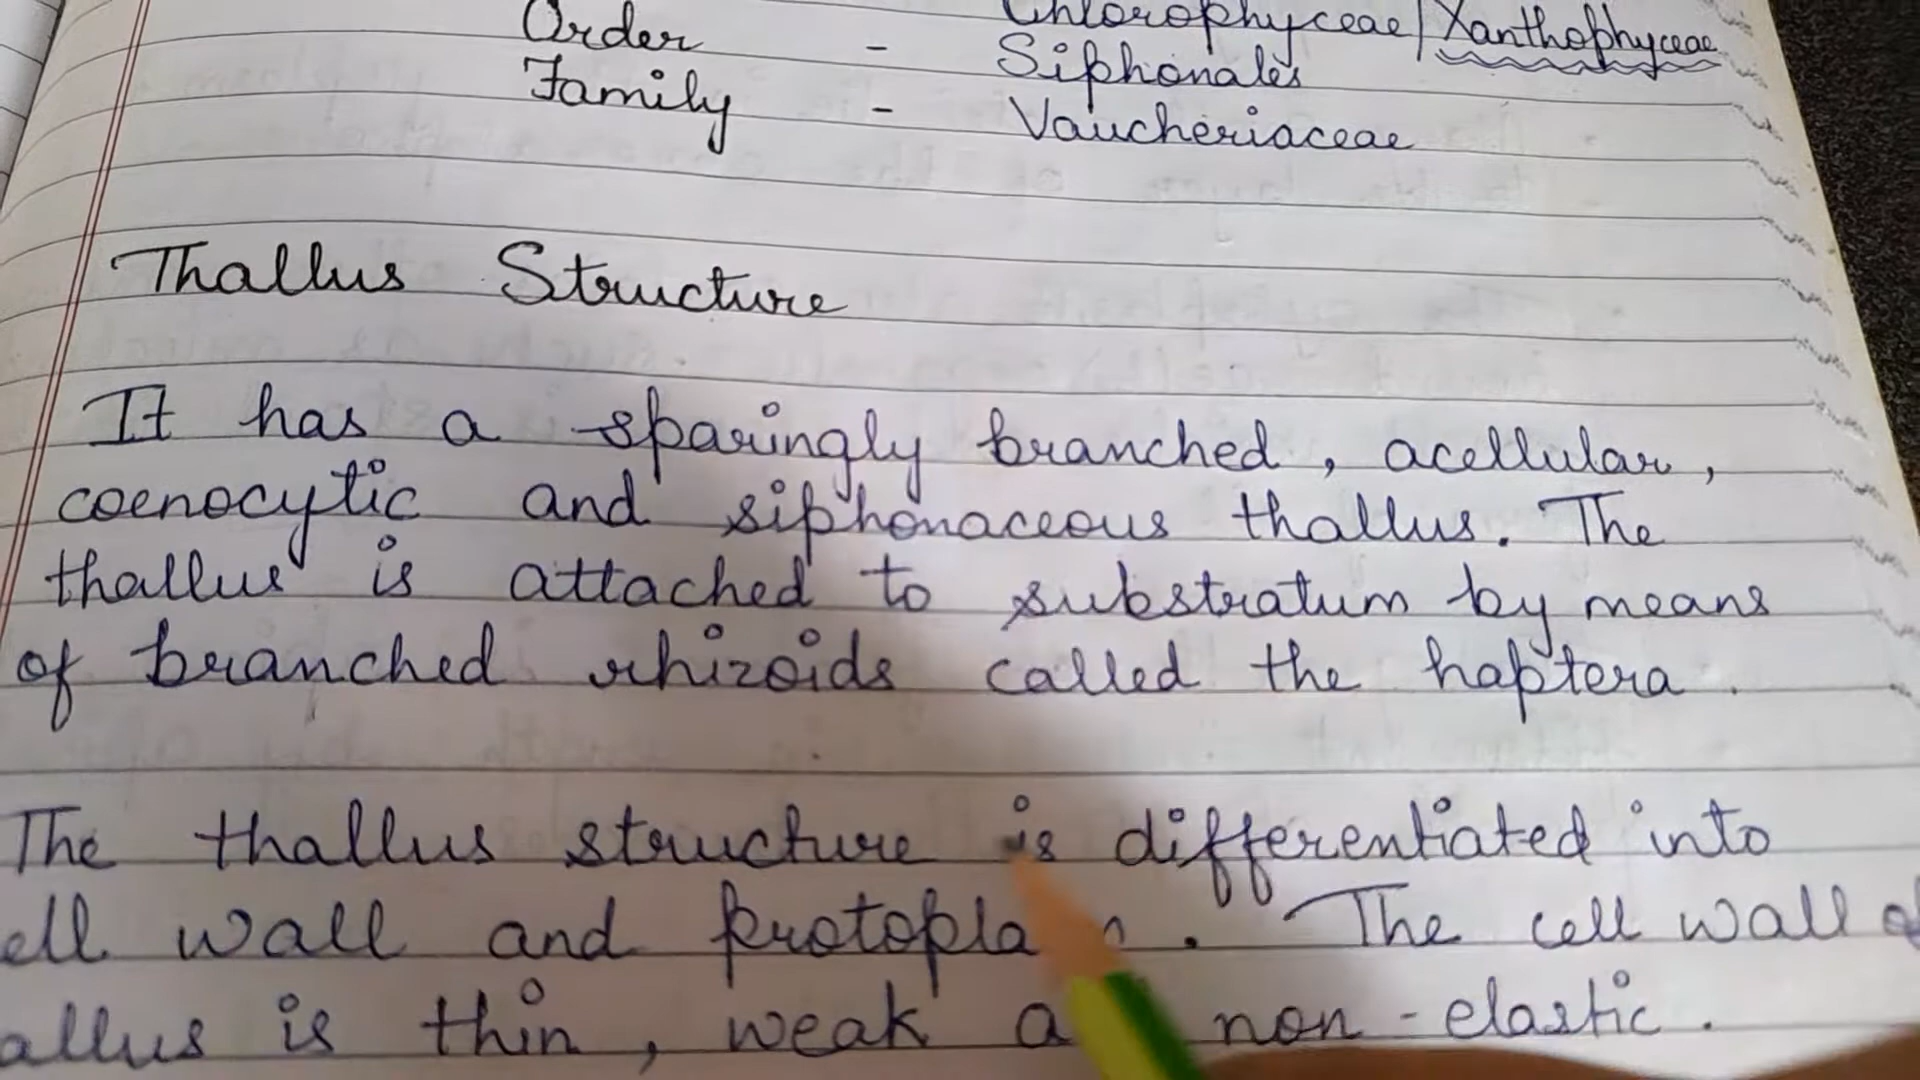 Chlorophyceae/Xanthophyceae
Order - Siphonales
Family - Vaucheriaceae
Thallus Structure
It has a sparingly branched, acellular,
coenocytic and siphonaceous thallus. The
thallus is attached to substratum by means
of branched rhizoids called the haptera.
The thallus structure is differentiated into
ell wall and protopla . The cell wall
allus is thin, weak a non-elastic.